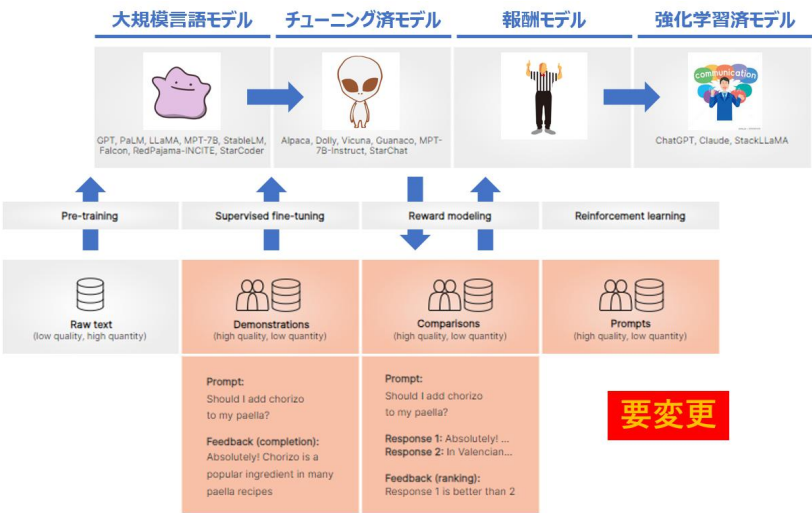 大規模言語モデル
チューニング済モデル
報酬モデル
強化学習済モデル
communication
GPT, PaLM, LLaMA, MPT-7B, StableLM,
Falcon, RedPajama-INCITE, StarCoder
Alpaca, Dolly, Vicuna, Guanaco, MPT-
7B-Instruct, StarChat
ChatGPT, Claude, StackLLaMA
Pre-training
Supervised fine-tuning
Reward modeling
Reinforcement learning
Raw text
(low quality, high quantity)
Demonstrations
(high quality, low quantity)
Comparisons
(high quality, low quantity)
Prompts
(high quality, low quantity)
Prompt:
Should I add chorizo
to my paella?
Feedback (completion):
Absolutely! Chorizo is a
popular ingredient in many
paella recipes
Prompt:
Should I add chorizo
to my paella?
Response 1: Absolutely! ...
Response 2: In Valencian...
Feedback (ranking):
Response 1 is better than 2
要変更